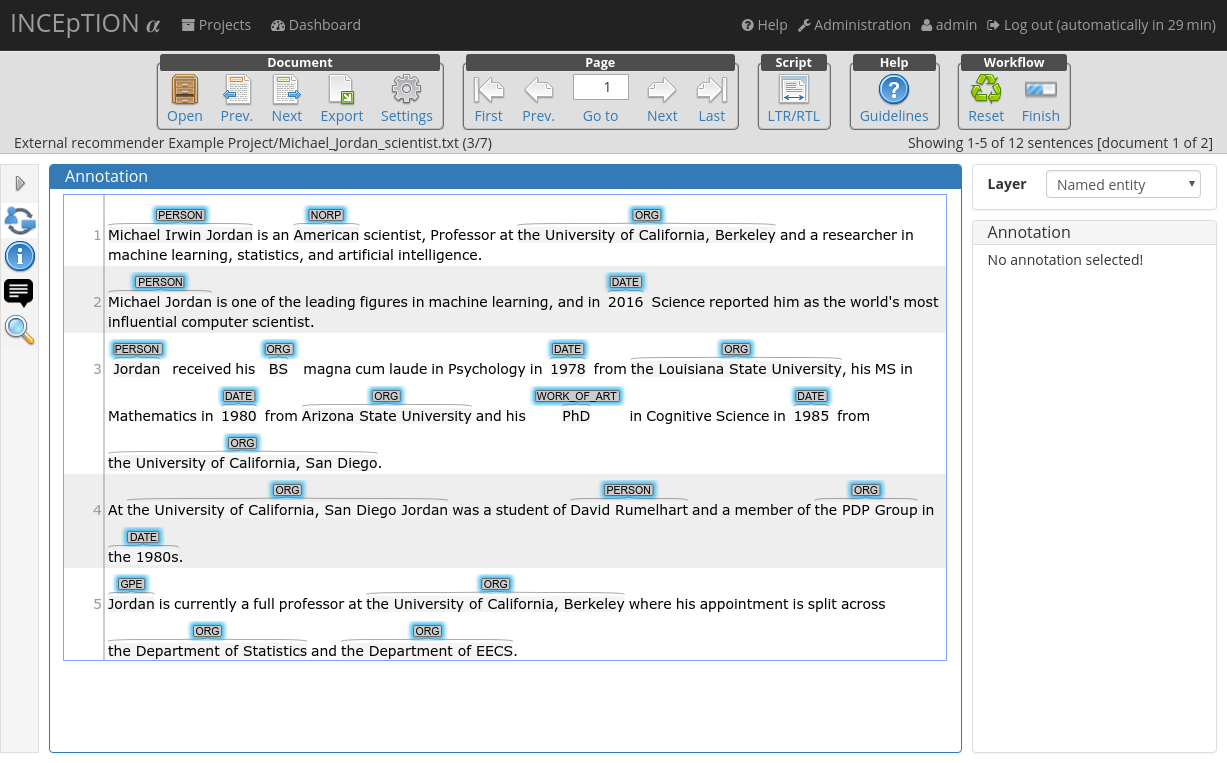 INCEpTION α Projects Dashboard Help Administration admin Log out (automatically in 29 min)
Document Page Script Help Workflow
1
Open Prev. Next Export Settings First Prev. Go to Next Last LTR/RTL Guidelines Reset Finish
External recommender Example Project/Michael_Jordan_scientist.txt (3/7) Showing 1-5 of 12 sentences [document 1 of 2]
Annotation
Layer Named entity
Annotation
No annotation selected!
PERSON NORP ORG
1 Michael Irwin Jordan is an American scientist, Professor at the University of California, Berkeley and a researcher in
machine learning, statistics, and artificial intelligence.
PERSON DATE
2 Michael Jordan is one of the leading figures in machine learning, and in 2016 Science reported him as the world's most
influential computer scientist.
PERSON ORG DATE ORG
3 Jordan received his BS magna cum laude in Psychology in 1978 from the Louisiana State University, his MS in
DATE ORG WORK_OF_ART DATE
Mathematics in 1980 from Arizona State University and his PhD in Cognitive Science in 1985 from
ORG
the University of California, San Diego.
ORG PERSON ORG
4 At the University of California, San Diego Jordan was a student of David Rumelhart and a member of the PDP Group in
DATE
the 1980s.
GPE ORG
5 Jordan is currently a full professor at the University of California, Berkeley where his appointment is split across
ORG ORG
the Department of Statistics and the Department of EECS.